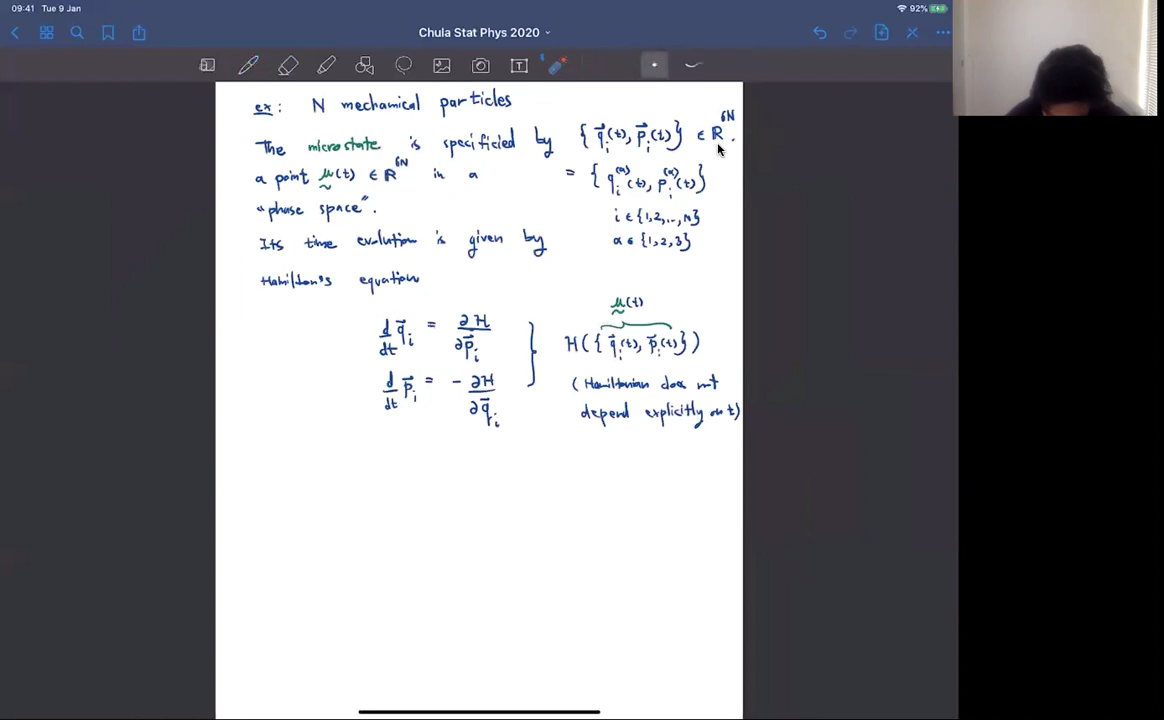 09:41 Tue 9 Jan
92%
Chula Stat Phys 2020
ex: N mechanical particles
The microstate is specificied by { q⃗ᵢ(t), p⃗ᵢ(t) } ∈ ℝ⁶ᴺ.
a point μ(t) ∈ ℝ⁶ᴺ in a = { qᵢ⁽ᵅ⁾(t), pᵢ⁽ᵅ⁾(t) }
"phase space". i ∈ {1,2,..,N}
Its time evolution is given by α ∈ {1,2,3}
Hamilton's equation
μ(t)
d/dt q⃗ᵢ = ∂H/∂p⃗ᵢ } H({ q⃗ᵢ(t), p⃗ᵢ(t) })
d/dt p⃗ᵢ = - ∂H/∂q⃗ᵢ (Hamiltonian does not
depend explicitly on t)